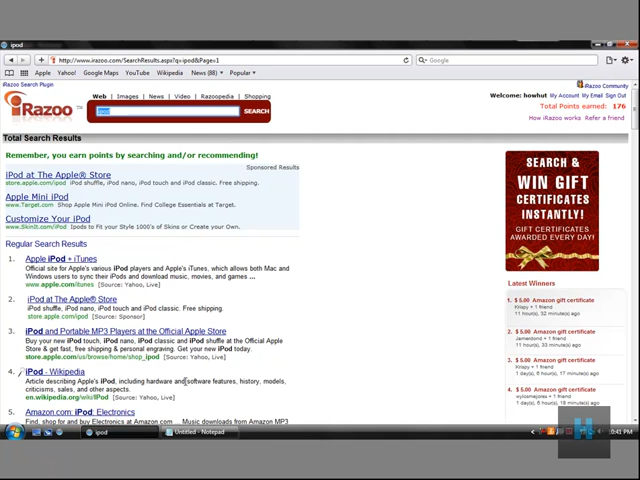 ipod
http://www.irazoo.com/SearchResults.aspx?q=ipod&Page=1
Google
Apple Yahoo! Google Maps YouTube Wikipedia News (88) Popular
iRazoo Search Plugin
iRazoo Community
Web Images News Video Razoopedia Shopping
Welcome: howhut My Account My Email Sign Out
iRazoo TM
ipod SEARCH
Total Points earned: 176
How iRazoo works Refer a friend
Total Search Results
Remember, you earn points by searching and/or recommending!
Sponsored Results
iPod at The Apple® Store
store.apple.com/ipod iPod shuffle, iPod nano, iPod touch and iPod classic. Free shipping.
Apple Mini iPod
www.Target.com Shop Apple Mini iPod Online. Find College Essentials at Target.
Customize Your iPod
www.SkinIt.com/iPod Ipods to Fit your Style 1000's of Skins or Create your Own.
Regular Search Results
1. Apple iPod + iTunes
Official site for Apple's various iPod players and Apple's iTunes, which allows both Mac and
Windows users to sync their iPods and download music, movies, and games ...
www.apple.com/itunes [Source: Yahoo, Live]
2. iPod at The Apple® Store
iPod shuffle, iPod nano, iPod touch and iPod classic. Free shipping.
store.apple.com/ipod [Source: Sponsor]
3. iPod and Portable MP3 Players at the Official Apple Store
Buy your new iPod touch, iPod nano, iPod classic and iPod shuffle at the Official Apple
Store & get fast, free shipping & personal engraving. Get your new iPod today.
store.apple.com/us/browse/home/shop_ipod [Source: Yahoo, Live]
4. iPod - Wikipedia
Article describing Apple's iPod, including hardware and software features, history, models,
criticisms, sales, and other aspects.
en.wikipedia.org/wiki/IPod [Source: Yahoo, Live]
5. Amazon.com: iPod: Electronics
Find, shop for and buy Electronics at Amazon.com ... Music downloads from Amazon MP3
SEARCH &
WIN GIFT
CERTIFICATES
INSTANTLY!
GIFT CERTIFICATES
AWARDED EVERY DAY!
Latest Winners
1. $ 5.00 Amazon gift certificate
Krispy + 1 friend
11 hour(s), 32 minute(s) ago
2. $ 5.00 Amazon gift certificate
Jamierdond + 1 friend
22 hour(s), 33 minute(s) ago
3. $ 5.00 Amazon gift certificate
Krispy + 1 friend
1 day(s), 6 hour(s), 17 minute(s) ago
4. $ 5.00 Amazon gift certificate
1 day(s), 16 hour(s), 58 minute(s)
ipod
Untitled - Notepad
H
10:41 PM